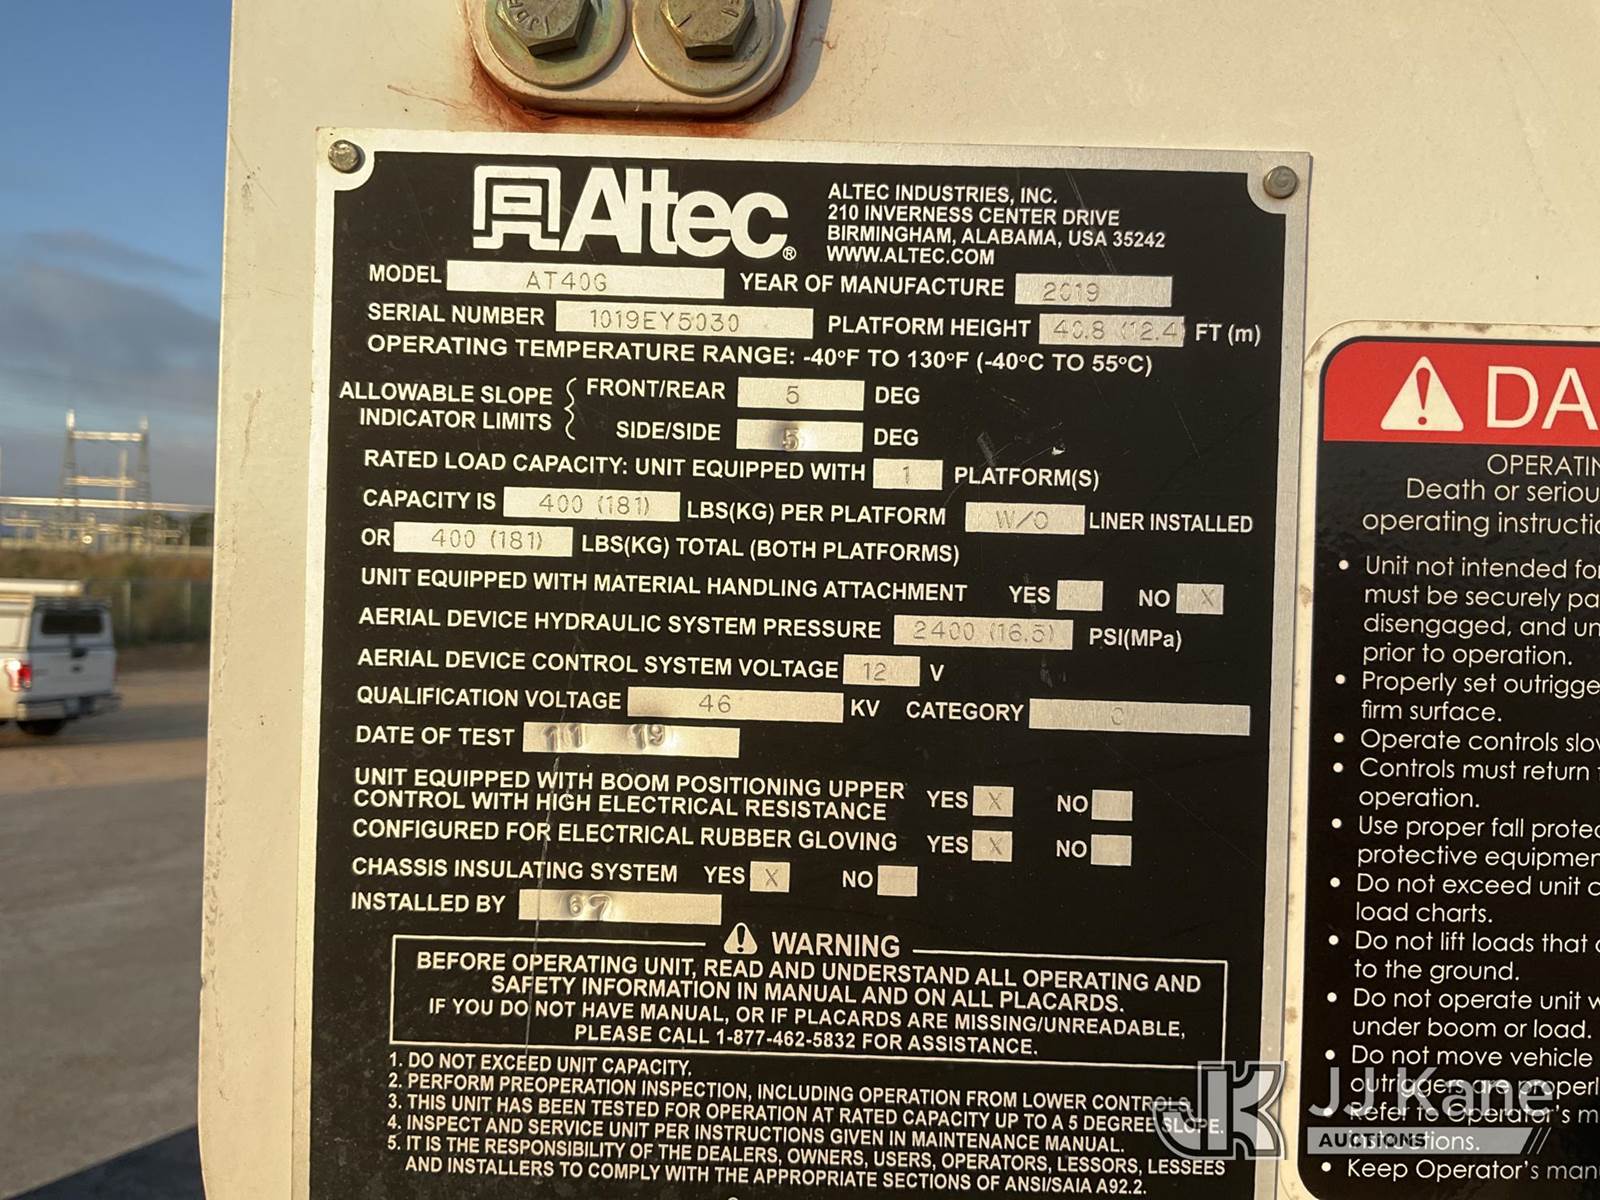 Altec®
ALTEC INDUSTRIES, INC.
210 INVERNESS CENTER DRIVE
BIRMINGHAM, ALABAMA, USA 35242
WWW.ALTEC.COM
MODEL AT40G YEAR OF MANUFACTURE 2019
SERIAL NUMBER 1019EY5030 PLATFORM HEIGHT 40.8 (12.4) FT (m)
OPERATING TEMPERATURE RANGE: -40°F TO 130°F (-40°C TO 55°C)
ALLOWABLE SLOPE INDICATOR LIMITS { FRONT/REAR 5 DEG
SIDE/SIDE 5 DEG
RATED LOAD CAPACITY: UNIT EQUIPPED WITH 1 PLATFORM(S)
CAPACITY IS 400 (181) LBS(KG) PER PLATFORM W/O LINER INSTALLED
OR 400 (181) LBS(KG) TOTAL (BOTH PLATFORMS)
UNIT EQUIPPED WITH MATERIAL HANDLING ATTACHMENT YES NO X
AERIAL DEVICE HYDRAULIC SYSTEM PRESSURE 2400 (16.5) PSI(MPa)
AERIAL DEVICE CONTROL SYSTEM VOLTAGE 12 V
QUALIFICATION VOLTAGE 46 KV CATEGORY C
DATE OF TEST 11 19
UNIT EQUIPPED WITH BOOM POSITIONING UPPER
CONTROL WITH HIGH ELECTRICAL RESISTANCE YES X NO
CONFIGURED FOR ELECTRICAL RUBBER GLOVING YES X NO
CHASSIS INSULATING SYSTEM YES X NO
INSTALLED BY 67
WARNING
BEFORE OPERATING UNIT, READ AND UNDERSTAND ALL OPERATING AND
SAFETY INFORMATION IN MANUAL AND ON ALL PLACARDS.
IF YOU DO NOT HAVE MANUAL, OR IF PLACARDS ARE MISSING/UNREADABLE,
PLEASE CALL 1-877-462-5832 FOR ASSISTANCE.
1. DO NOT EXCEED UNIT CAPACITY.
2. PERFORM PREOPERATION INSPECTION, INCLUDING OPERATION FROM LOWER CONTROLS.
3. THIS UNIT HAS BEEN TESTED FOR OPERATION AT RATED CAPACITY UP TO A 5 DEGREE SLOPE.
4. INSPECT AND SERVICE UNIT PER INSTRUCTIONS GIVEN IN MAINTENANCE MANUAL.
5. IT IS THE RESPONSIBILITY OF THE DEALERS, OWNERS, USERS, OPERATORS, LESSORS, LESSEES
AND INSTALLERS TO COMPLY WITH THE APPROPRIATE SECTIONS OF ANSI/SAIA A92.2.
DA
OPERATIN
Death or seriou
operating instructio
• Unit not intended for
must be securely pa
disengaged, and un
prior to operation.
• Properly set outrigge
firm surface.
• Operate controls slov
• Controls must return
operation.
• Use proper fall protec
protective equipmen
• Do not exceed unit c
load charts.
• Do not lift loads that
to the ground.
• Do not operate unit w
under boom or load.
• Do not move vehicle
outriggers are properl
• Refer to Operator's m
• Keep Operator's manu
JK JJ Kane
AUCTIONS